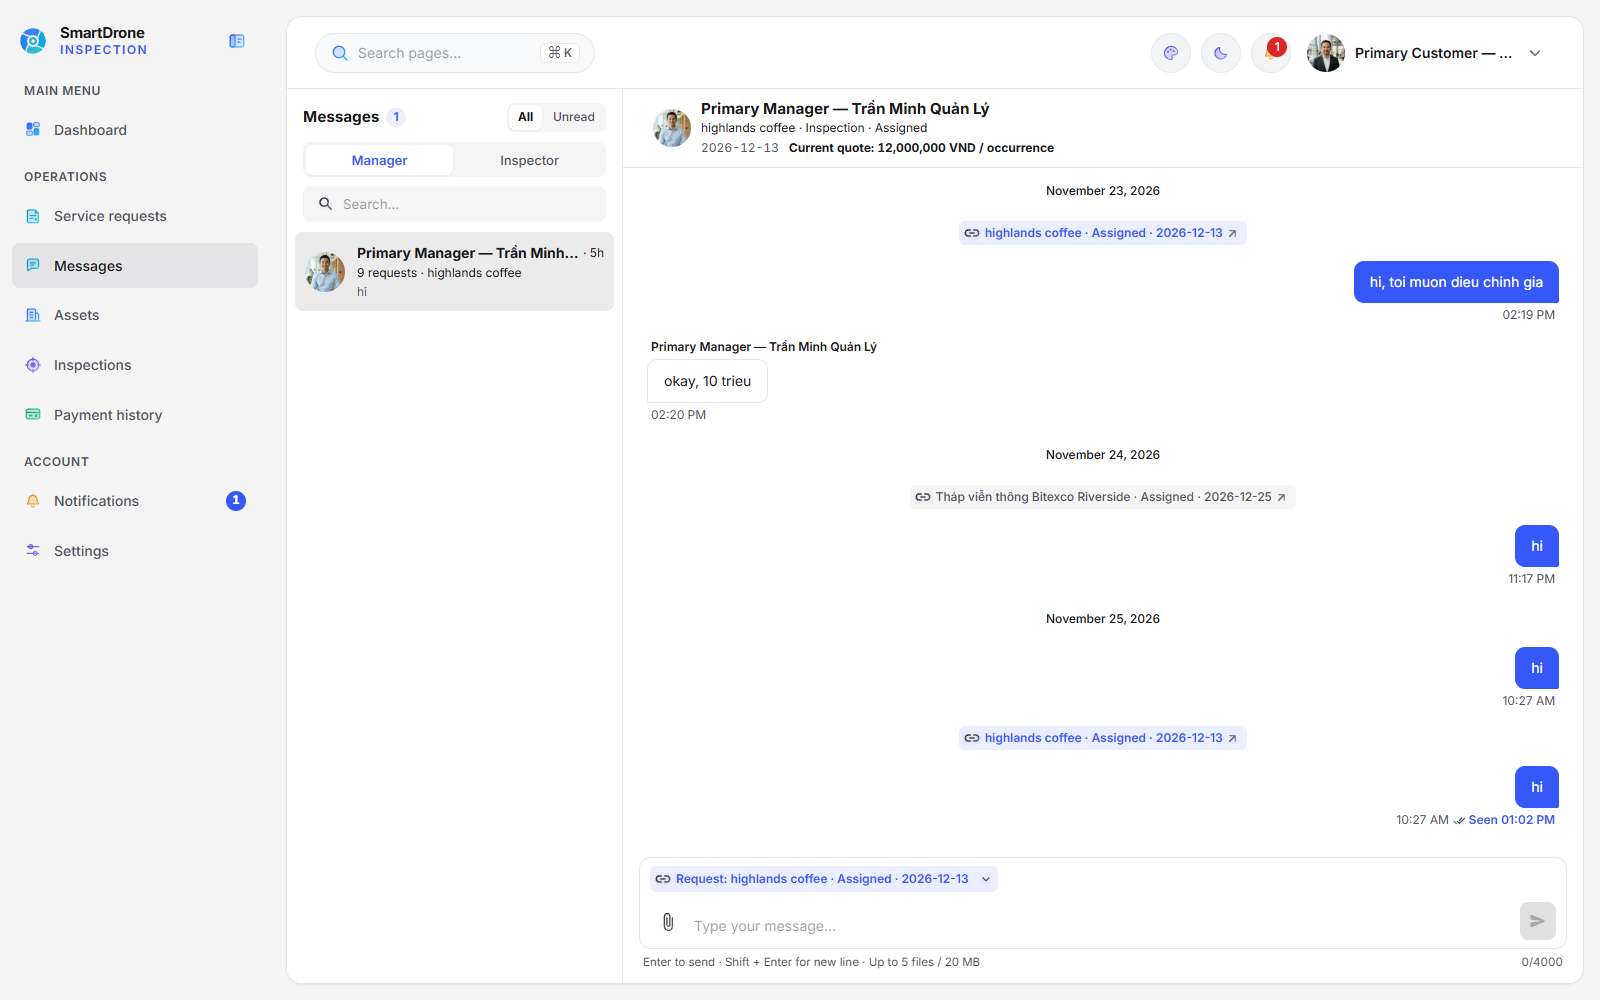 SmartDrone
INSPECTION
MAIN MENU
Dashboard
OPERATIONS
Service requests
Messages
Assets
Inspections
Payment history
ACCOUNT
Notifications 1
Settings
Search pages... ⌘ K
1
Primary Customer — ...
Messages 1
All Unread
Manager Inspector
Search...
Primary Manager — Trần Minh... · 5h
9 requests · highlands coffee
hi
Primary Manager — Trần Minh Quản Lý
highlands coffee · Inspection · Assigned
2026-12-13 Current quote: 12,000,000 VND / occurrence
November 23, 2026
highlands coffee · Assigned · 2026-12-13
hi, toi muon dieu chinh gia
02:19 PM
Primary Manager — Trần Minh Quản Lý
okay, 10 trieu
02:20 PM
November 24, 2026
Tháp viễn thông Bitexco Riverside · Assigned · 2026-12-25
hi
11:17 PM
November 25, 2026
hi
10:27 AM
highlands coffee · Assigned · 2026-12-13
hi
10:27 AM Seen 01:02 PM
Request: highlands coffee · Assigned · 2026-12-13
Type your message...
Enter to send · Shift + Enter for new line · Up to 5 files / 20 MB
0/4000